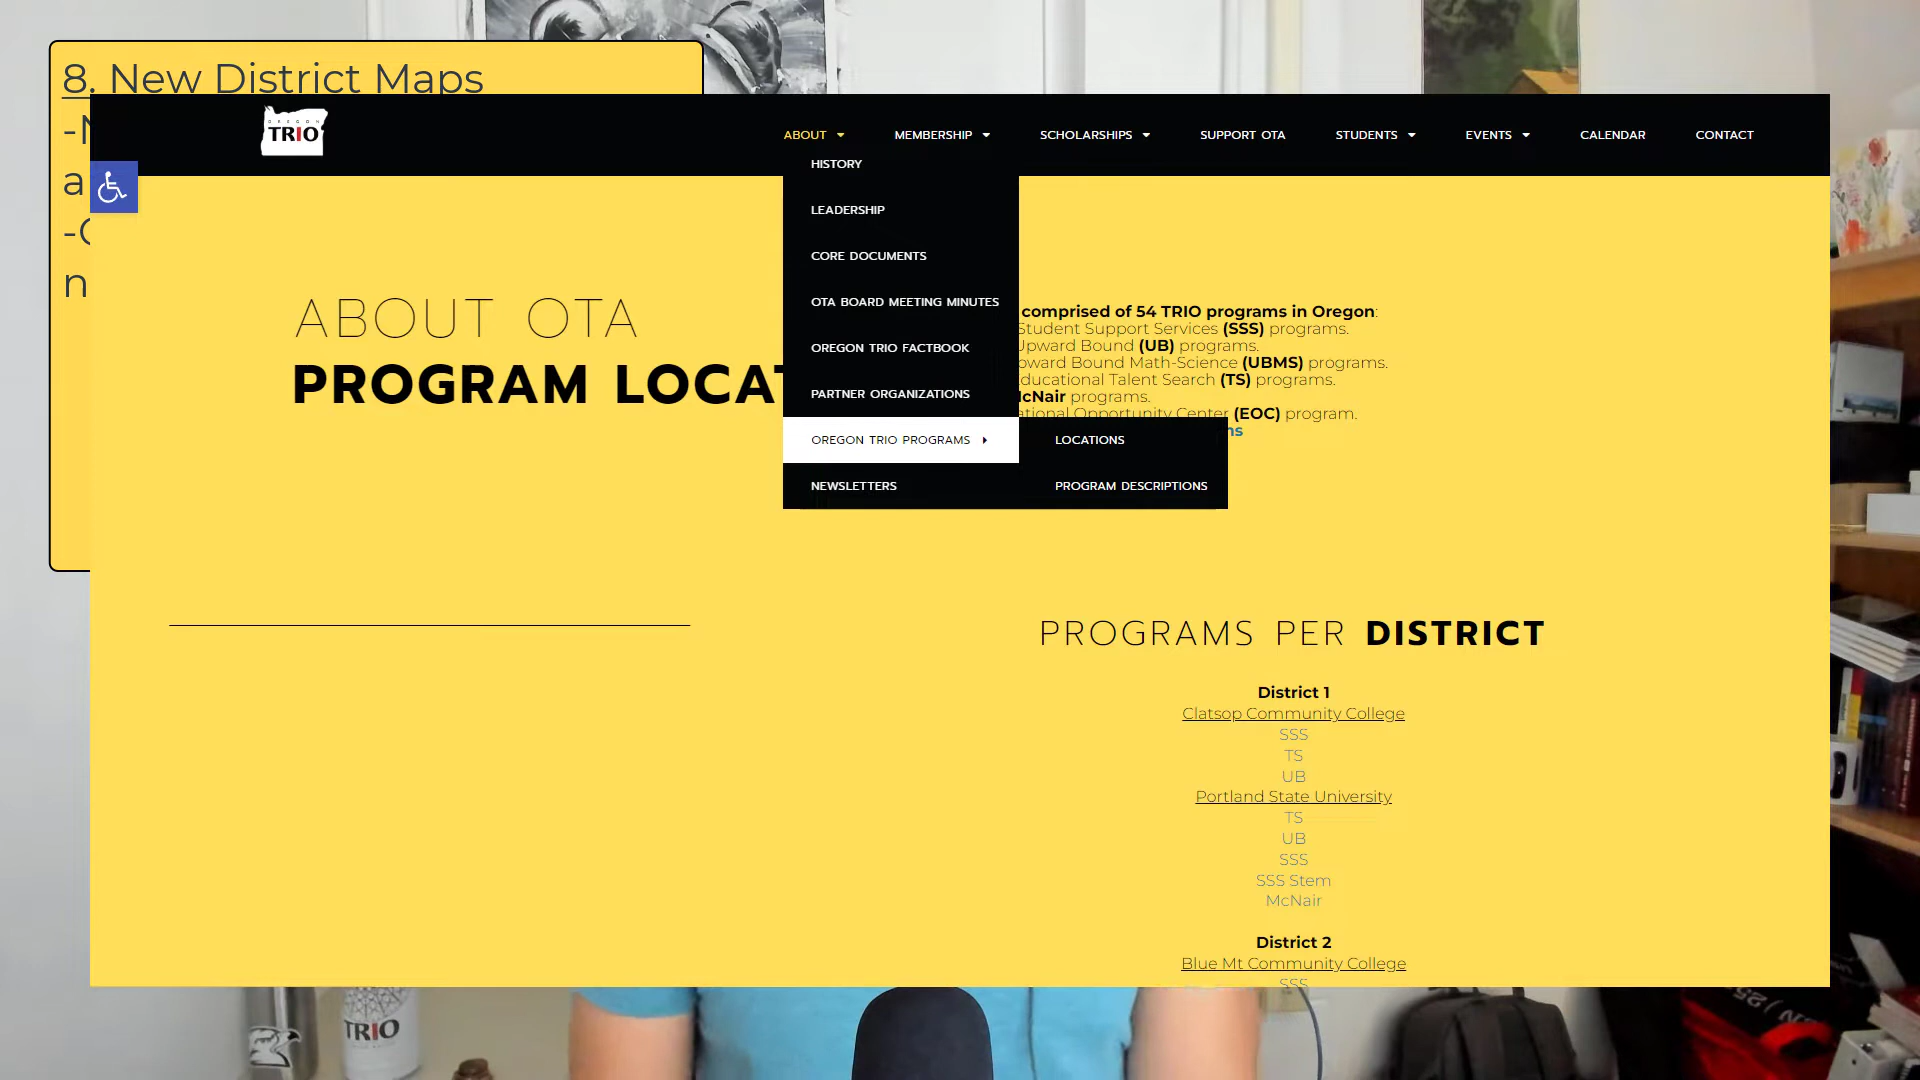 8. New District Maps
OREGON
TRIO
ABOUT
MEMBERSHIP
SCHOLARSHIPS
SUPPORT OTA
STUDENTS
EVENTS
CALENDAR
CONTACT
HISTORY
LEADERSHIP
CORE DOCUMENTS
OTA BOARD MEETING MINUTES
OREGON TRIO FACTBOOK
PARTNER ORGANIZATIONS
OREGON TRIO PROGRAMS
NEWSLETTERS
LOCATIONS
PROGRAM DESCRIPTIONS
ABOUT OTA
PROGRAM
comprised of 54 TRIO programs in Oregon:
Student Support Services (SSS) programs.
Upward Bound (UB) programs.
Bound Math-Science (UBMS) programs.
Talent Search (TS) programs.
programs.
Opportunity Center (EOC) program.
PROGRAMS PER DISTRICT
District 1
Clatsop Community College
SSS
TS
UB
Portland State University
TS
UB
SSS
SSS Stem
McNair
District 2
Blue Mt Community College
SSS
TRIO